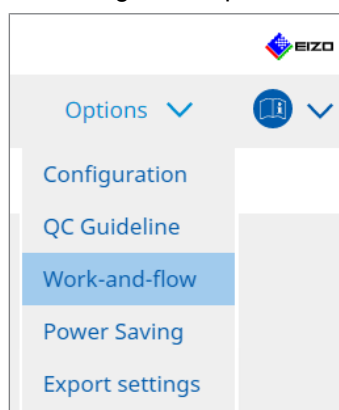 EIZO
Options
Configuration
QC Guideline
Work-and-flow
Power Saving
Export settings